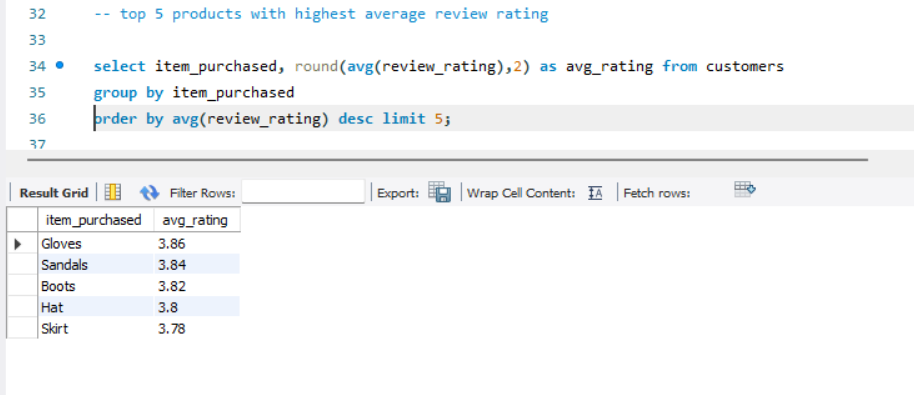 32 -- top 5 products with highest average review rating
33
34 select item_purchased, round(avg(review_rating),2) as avg_rating from customers
35 group by item_purchased
36 order by avg(review_rating) desc limit 5;
37
Result Grid Filter Rows: Export: Wrap Cell Content: IA Fetch rows:
item_purchased avg_rating
Gloves 3.86
Sandals 3.84
Boots 3.82
Hat 3.8
Skirt 3.78